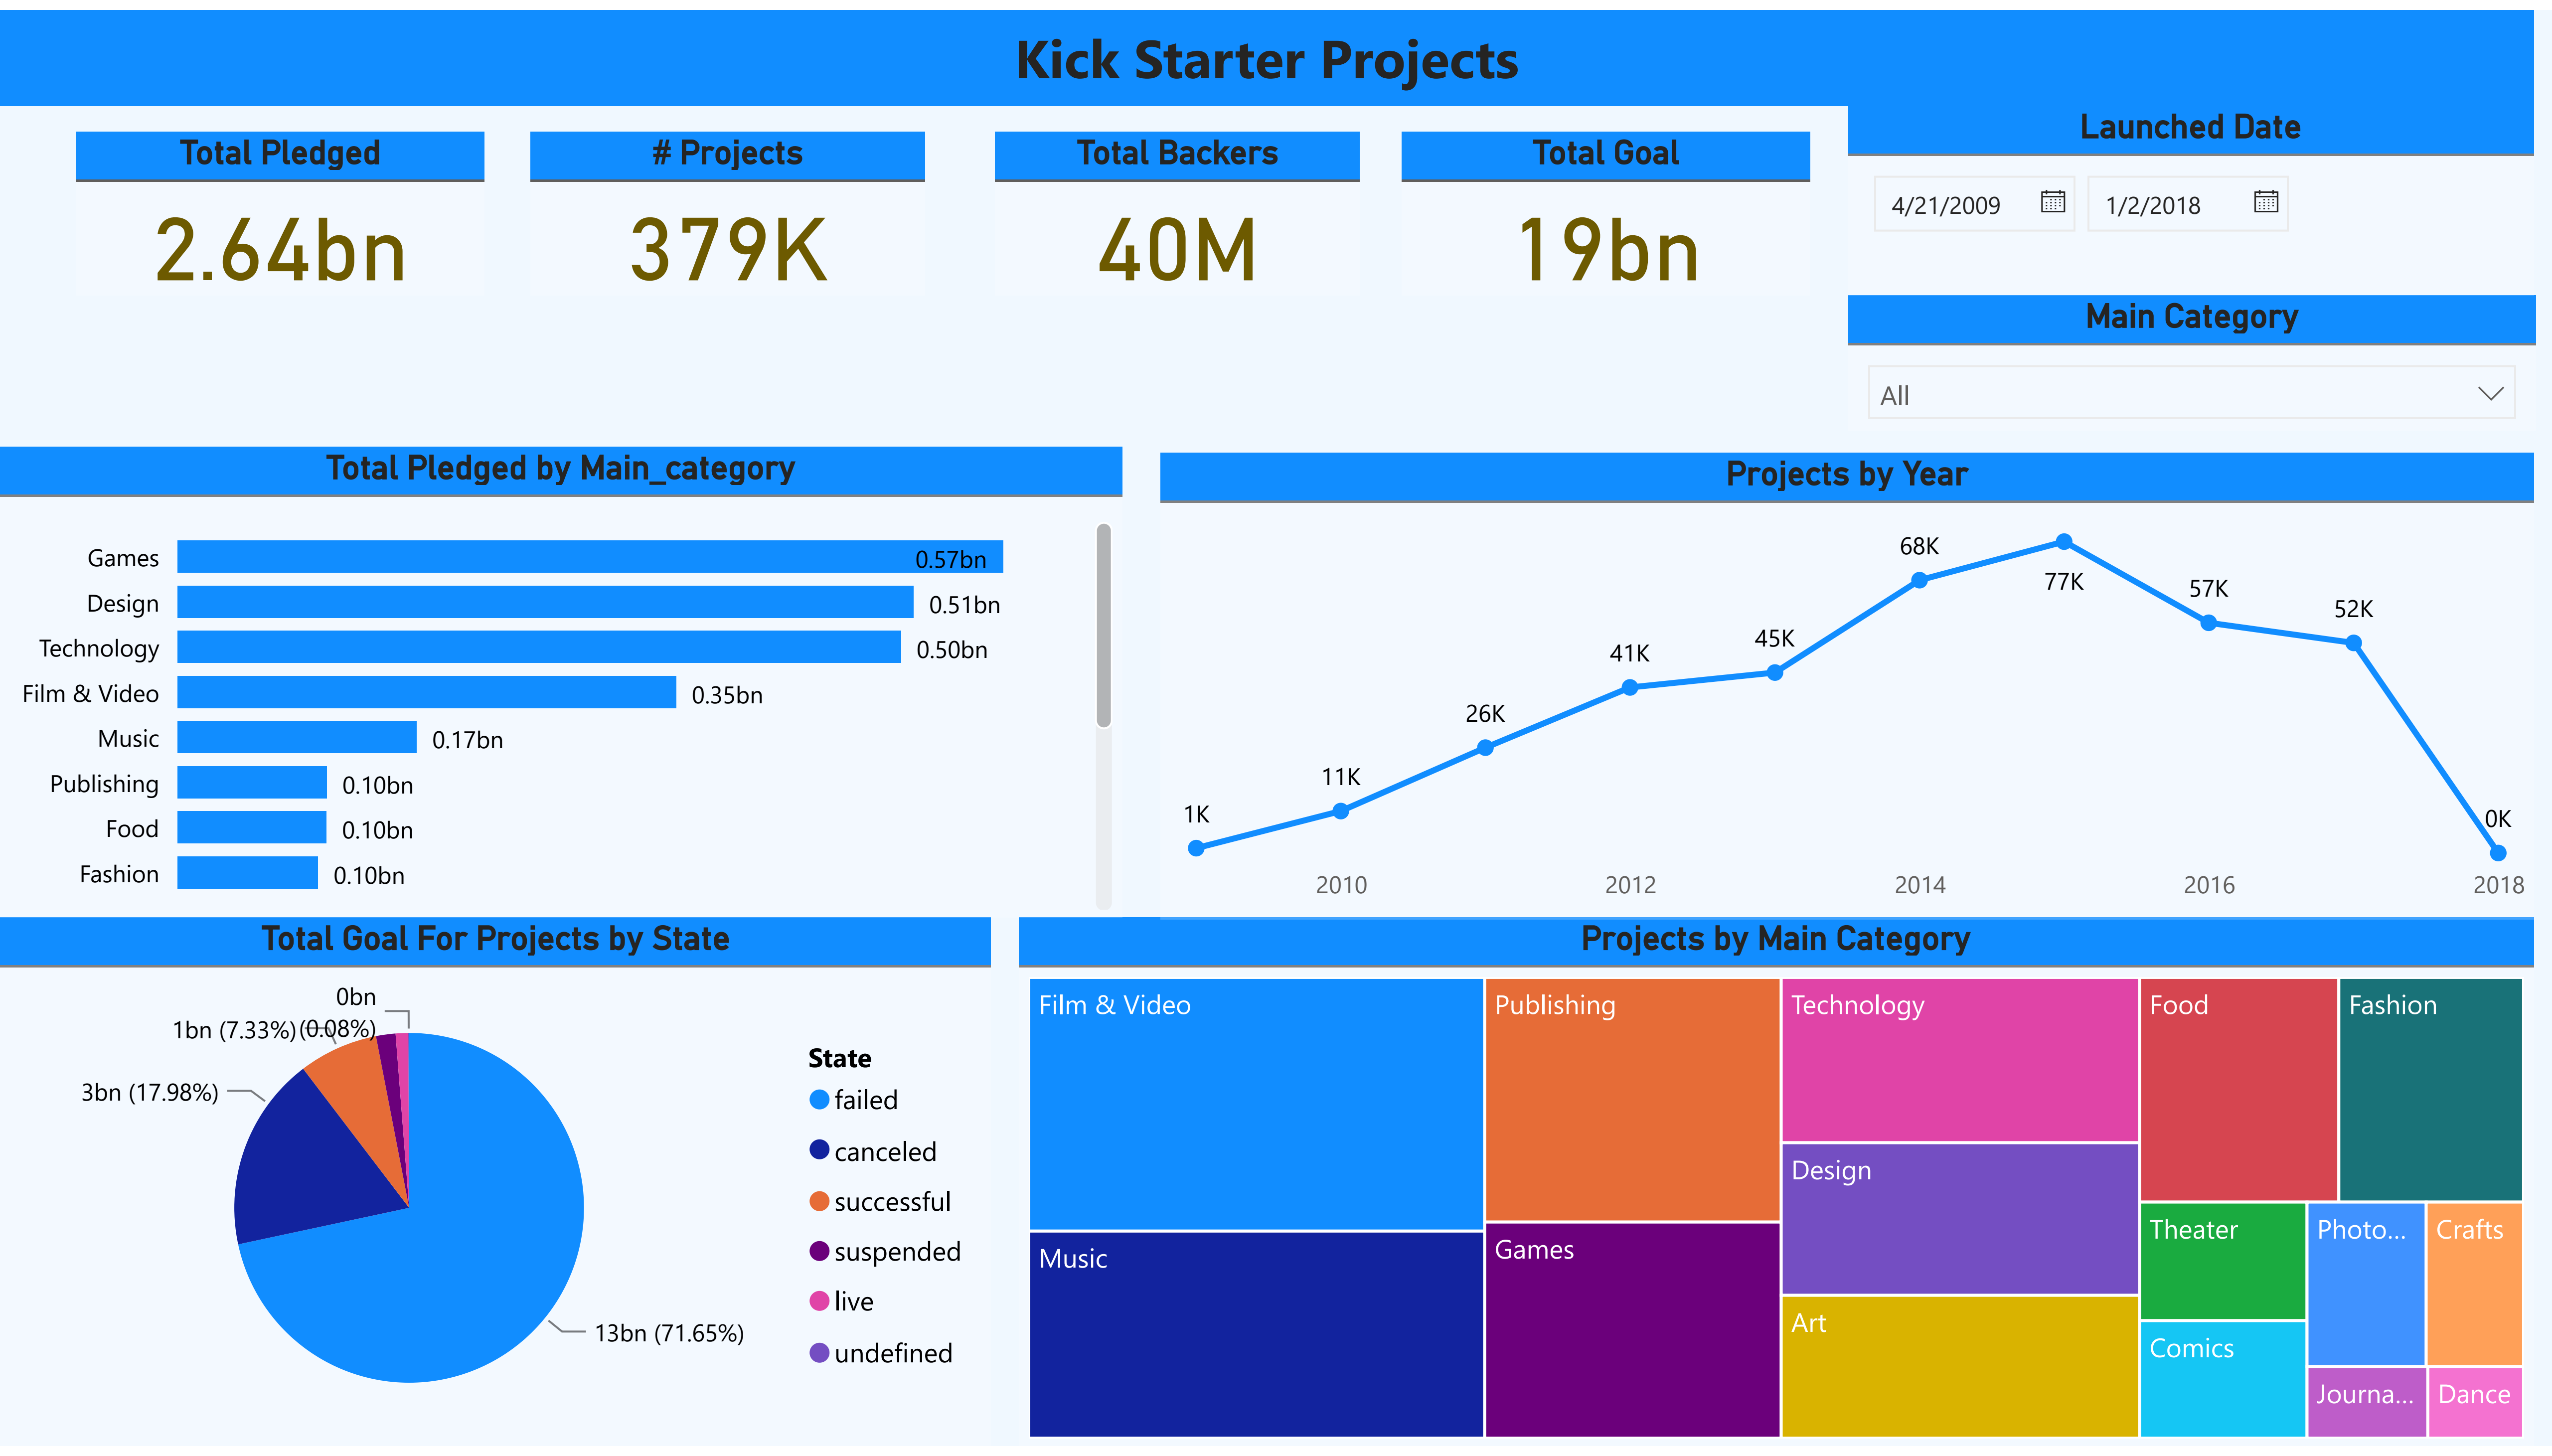 Kick Starter Projects
Total Pledged
2.64bn
# Projects
379K
Total Backers
40M
Total Goal
19bn
Launched Date
4/21/2009
1/2/2018
Main Category
All
Total Pledged by Main_category
Games 0.57bn
Design 0.51bn
Technology 0.50bn
Film & Video 0.35bn
Music 0.17bn
Publishing 0.10bn
Food 0.10bn
Fashion 0.10bn
Projects by Year
1K
11K
26K
41K
45K
68K
77K
57K
52K
0K
2010 2012 2014 2016 2018
Total Goal For Projects by State
0bn
(0.08%)
1bn (7.33%)
3bn (17.98%)
13bn (71.65%)
State
failed
canceled
successful
suspended
live
undefined
Projects by Main Category
Film & Video
Music
Publishing
Games
Technology
Design
Art
Food
Fashion
Theater
Comics
Photo...
Crafts
Journa...
Dance